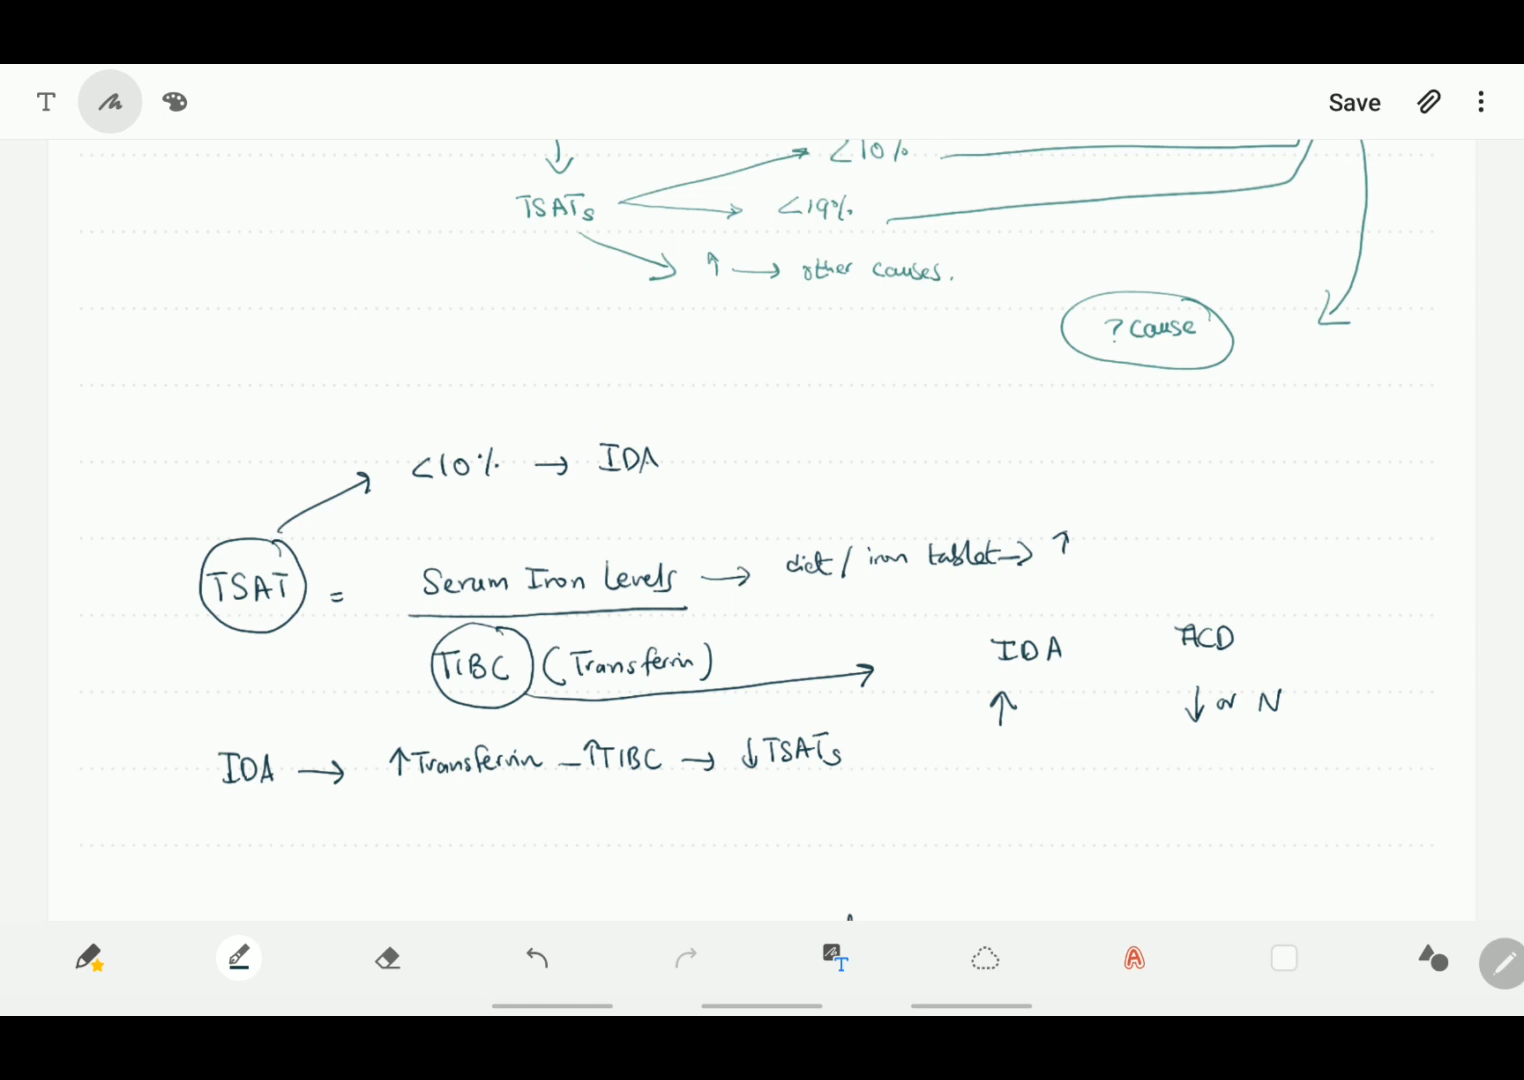 T
Save
<10%
TSATs
<19%
↑ → other causes.
? cause
<10% → IDA
TSAT = Serum Iron Levels → diet / iron tablet → ↑
TIBC (Transferrin) → IDA ACD
↑ ↓ or N
IDA → ↑Transferrin - ↑TIBC → ↓TSATs
T
A